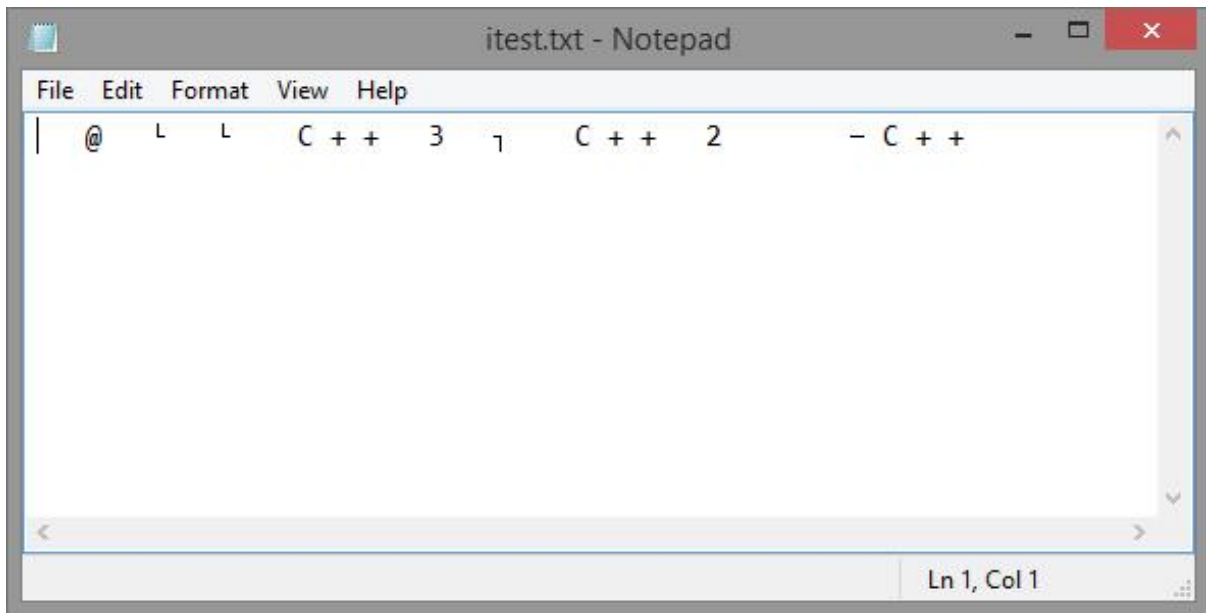 itest.txt - Notepad
File Edit Format View Help
@ └ └ C + + 3 ┐ C + + 2 – C + +
Ln 1, Col 1